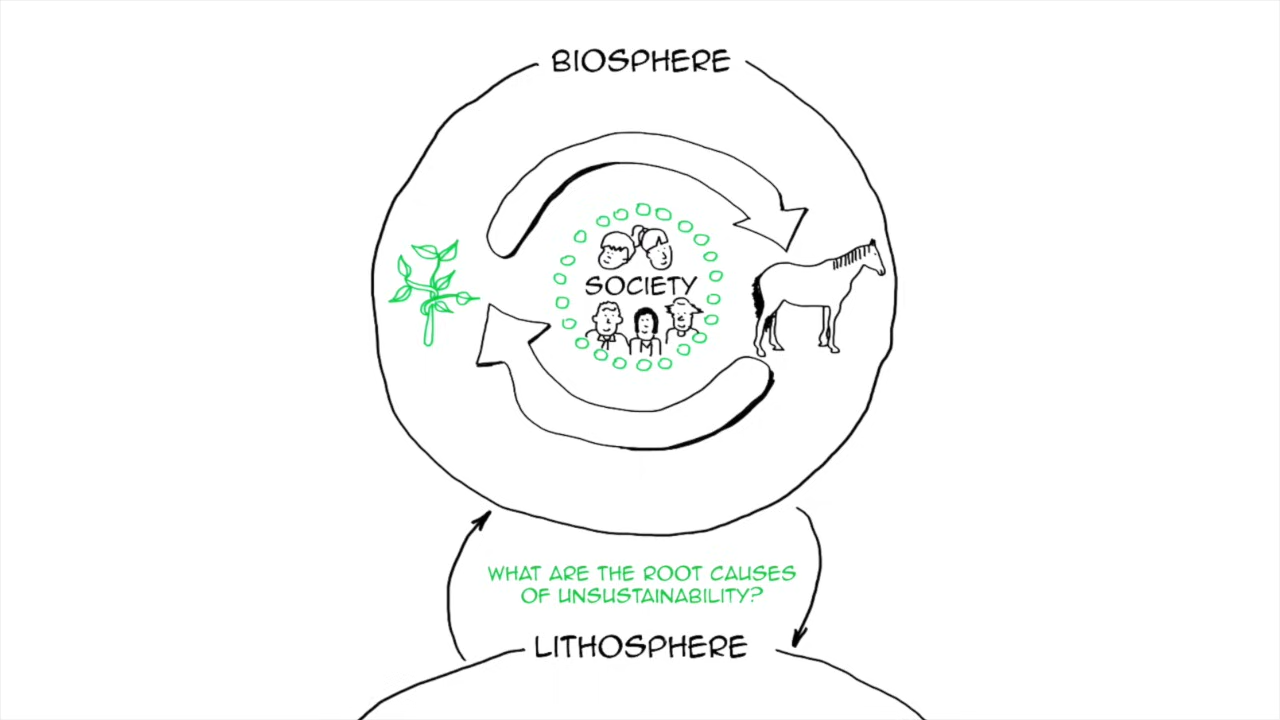 BIOSPHERE
SOCIETY
WHAT ARE THE ROOT CAUSES
OF UNSUSTAINABILITY?
LITHOSPHERE